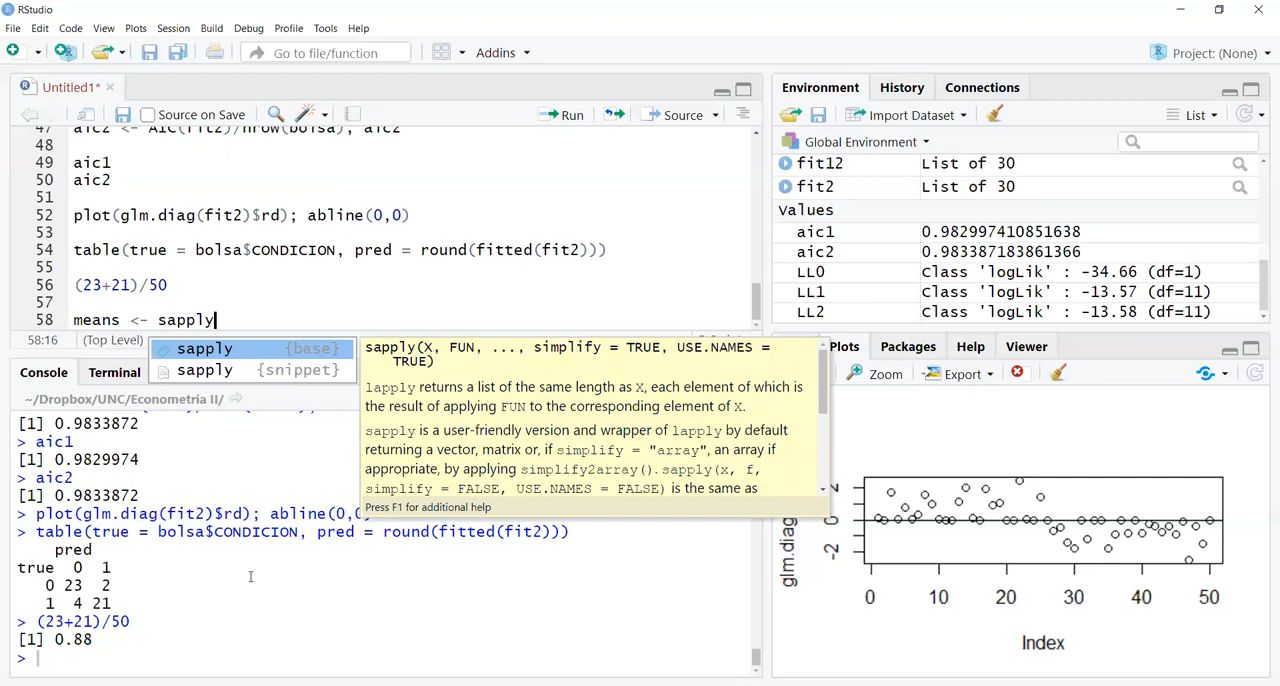 RStudio
File Edit Code View Plots Session Build Debug Profile Tools Help
Go to file/function Addins Project: (None)
Untitled1*
Source on Save Run Source
47 aic2 <- AIC(fit2)/nrow(bolsa); aic2
48
49 aic1
50 aic2
51
52 plot(glm.diag(fit2)$rd); abline(0,0)
53
54 table(true = bolsa$CONDICION, pred = round(fitted(fit2)))
55
56 (23+21)/50
57
58 means <- sapply
58:16 (Top Level)
sapply {base}
sapply {snippet}
sapply(X, FUN, ..., simplify = TRUE, USE.NAMES =
TRUE)
lapply returns a list of the same length as X, each element of which is
the result of applying FUN to the corresponding element of X.
sapply is a user-friendly version and wrapper of lapply by default
returning a vector, matrix or, if simplify = "array", an array if
appropriate, by applying simplify2array(). sapply(x, f,
simplify = FALSE, USE.NAMES = FALSE) is the same as
Press F1 for additional help
Console Terminal
~/Dropbox/UNC/Econometria II/
[1] 0.9833872
> aic1
[1] 0.9829974
> aic2
[1] 0.9833872
> plot(glm.diag(fit2)$rd); abline(0,0
> table(true = bolsa$CONDICION, pred = round(fitted(fit2)))
pred
true 0 1
0 23 2
1 4 21
> (23+21)/50
[1] 0.88
>
Environment History Connections
Import Dataset List
Global Environment
fit12 List of 30
fit2 List of 30
Values
aic1 0.982997410851638
aic2 0.983387183861366
LL0 Class 'logLik' : -34.66 (df=1)
LL1 Class 'logLik' : -13.57 (df=11)
LL2 Class 'logLik' : -13.58 (df=11)
Plots Packages Help Viewer
Zoom Export
glm.diag
2
0
-2
0 10 20 30 40 50
Index